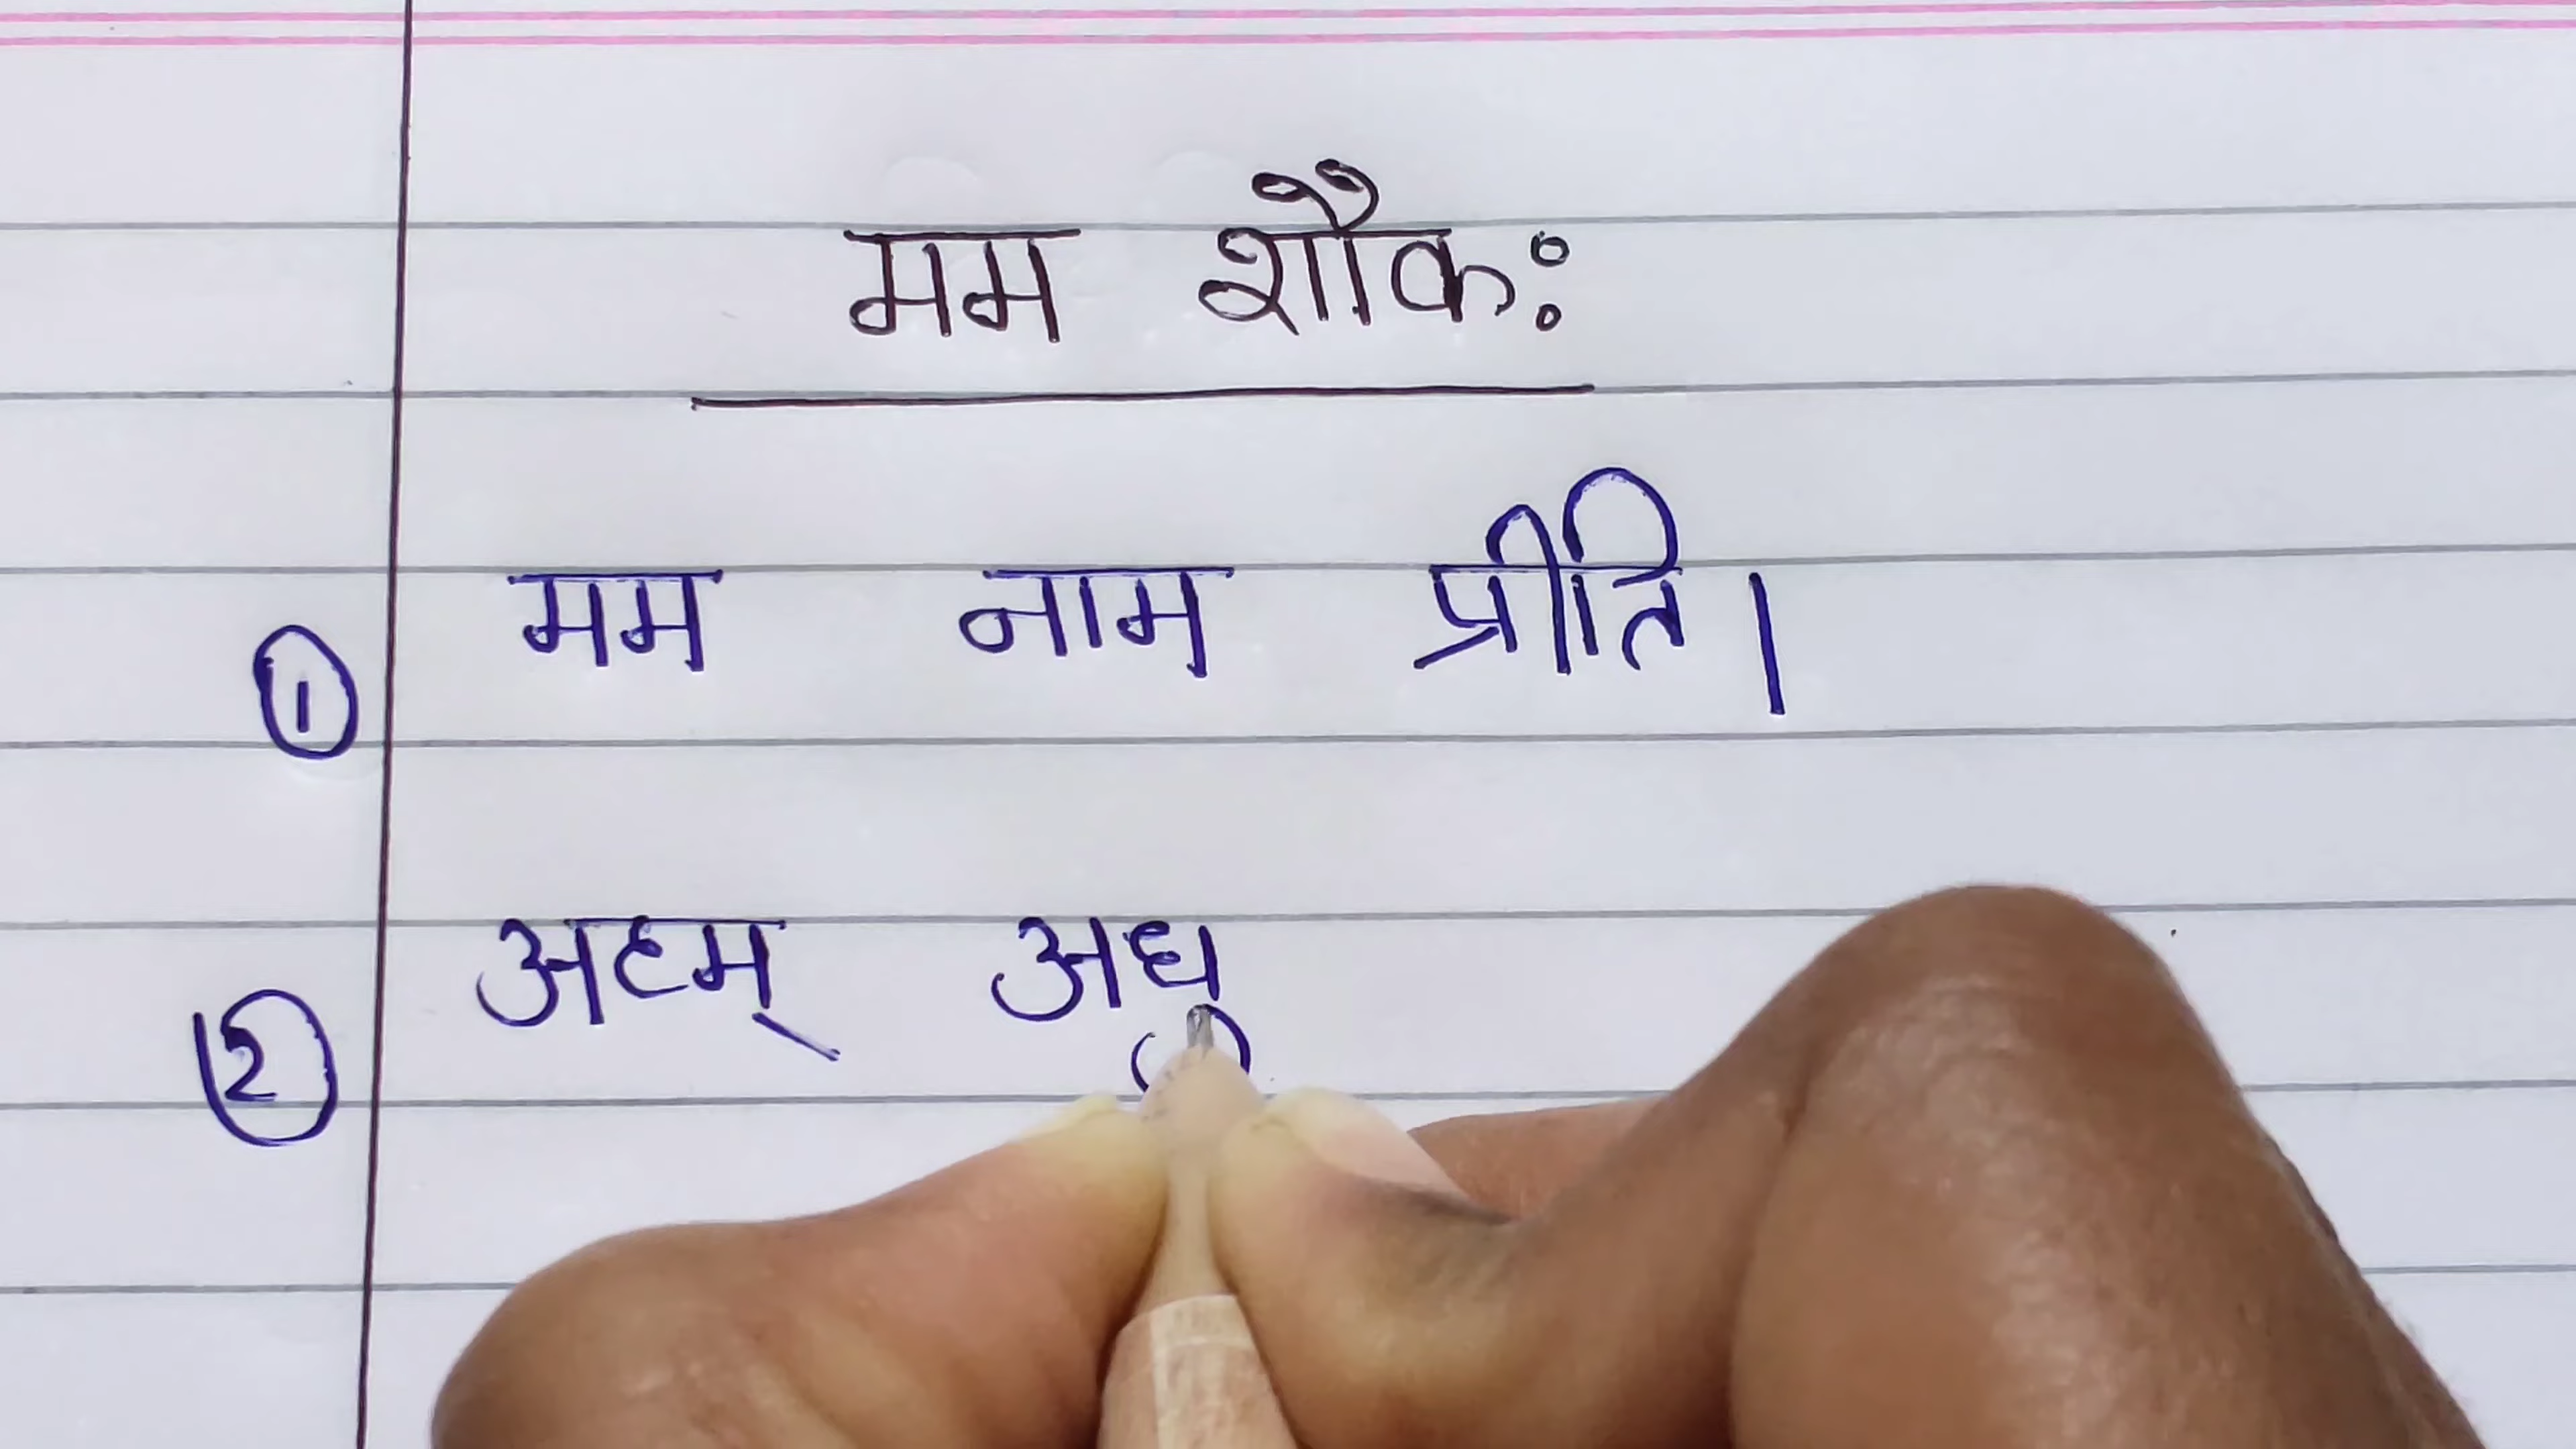 मम शौकः
① मम नाम प्रीति।
② अहम् अधु